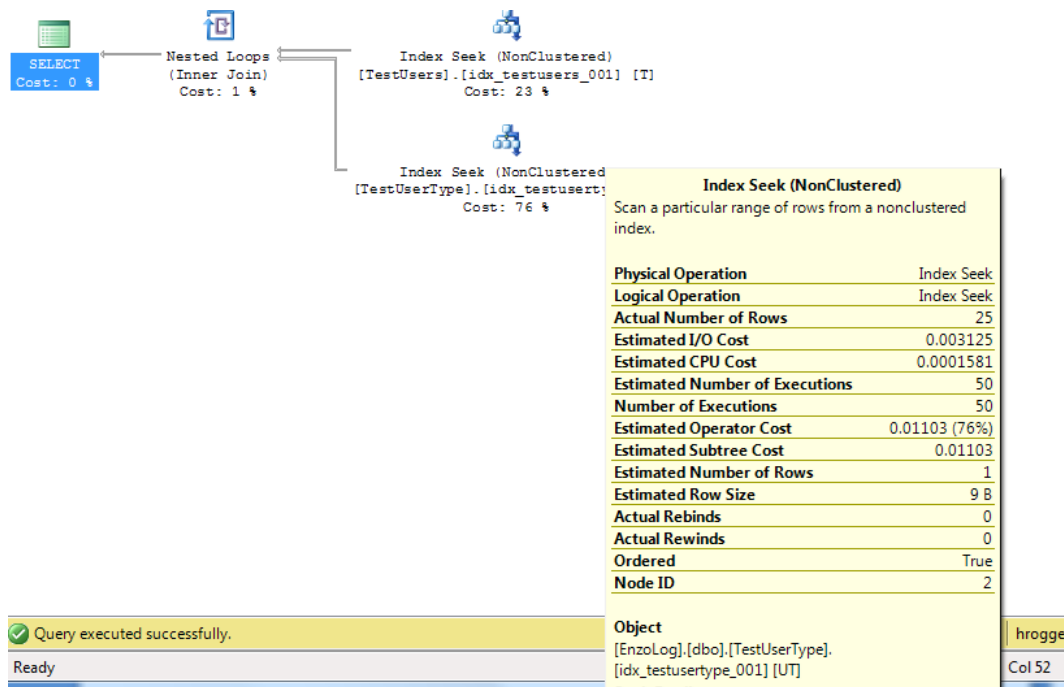 SELECT
Cost: 0 %
Nested Loops
(Inner Join)
Cost: 1 %
Index Seek (NonClustered)
[TestUsers].[idx_testusers_001] [T]
Cost: 23 %
Index Seek (NonClustered
[TestUserType].[idx_testuserty
Cost: 76 %
Index Seek (NonClustered)
Scan a particular range of rows from a nonclustered
index.
Physical Operation Index Seek
Logical Operation Index Seek
Actual Number of Rows 25
Estimated I/O Cost 0.003125
Estimated CPU Cost 0.0001581
Estimated Number of Executions 50
Number of Executions 50
Estimated Operator Cost 0.01103 (76%)
Estimated Subtree Cost 0.01103
Estimated Number of Rows 1
Estimated Row Size 9 B
Actual Rebinds 0
Actual Rewinds 0
Ordered True
Node ID 2
Object
[EnzoLog].[dbo].[TestUserType].
[idx_testusertype_001] [UT]
Query executed successfully. hrogge
Ready Col 52